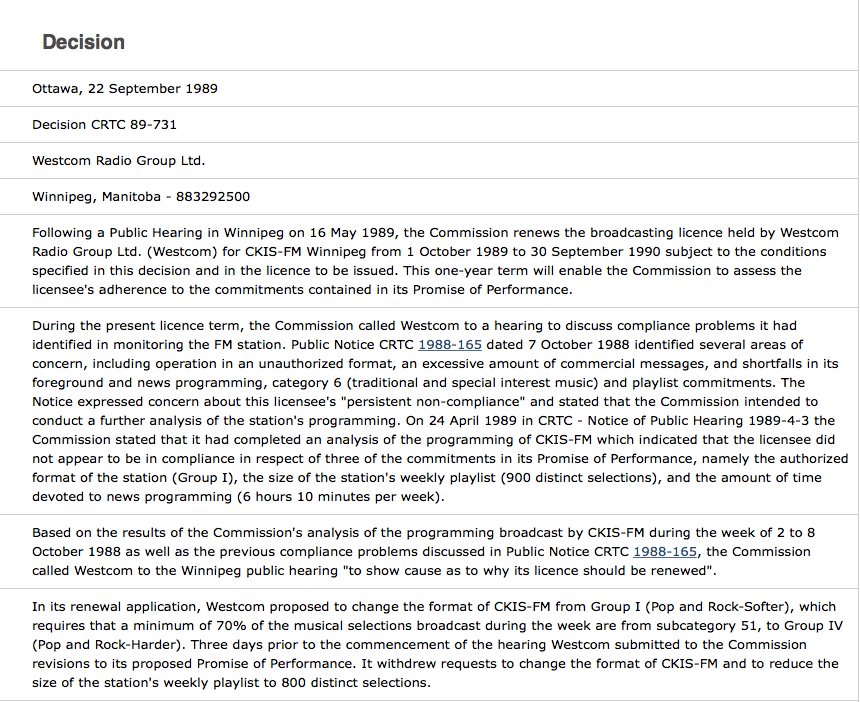 Decision
Ottawa, 22 September 1989
Decision CRTC 89-731
Westcom Radio Group Ltd.
Winnipeg, Manitoba - 883292500
Following a Public Hearing in Winnipeg on 16 May 1989, the Commission renews the broadcasting licence held by Westcom
Radio Group Ltd. (Westcom) for CKIS-FM Winnipeg from 1 October 1989 to 30 September 1990 subject to the conditions
specified in this decision and in the licence to be issued. This one-year term will enable the Commission to assess the
licensee's adherence to the commitments contained in its Promise of Performance.
During the present licence term, the Commission called Westcom to a hearing to discuss compliance problems it had
identified in monitoring the FM station. Public Notice CRTC 1988-165 dated 7 October 1988 identified several areas of
concern, including operation in an unauthorized format, an excessive amount of commercial messages, and shortfalls in its
foreground and news programming, category 6 (traditional and special interest music) and playlist commitments. The
Notice expressed concern about this licensee's "persistent non-compliance" and stated that the Commission intended to
conduct a further analysis of the station's programming. On 24 April 1989 in CRTC - Notice of Public Hearing 1989-4-3 the
Commission stated that it had completed an analysis of the programming of CKIS-FM which indicated that the licensee did
not appear to be in compliance in respect of three of the commitments in its Promise of Performance, namely the authorized
format of the station (Group I), the size of the station's weekly playlist (900 distinct selections), and the amount of time
devoted to news programming (6 hours 10 minutes per week).
Based on the results of the Commission's analysis of the programming broadcast by CKIS-FM during the week of 2 to 8
October 1988 as well as the previous compliance problems discussed in Public Notice CRTC 1988-165, the Commission
called Westcom to the Winnipeg public hearing "to show cause as to why its licence should be renewed".
In its renewal application, Westcom proposed to change the format of CKIS-FM from Group I (Pop and Rock-Softer), which
requires that a minimum of 70% of the musical selections broadcast during the week are from subcategory 51, to Group IV
(Pop and Rock-Harder). Three days prior to the commencement of the hearing Westcom submitted to the Commission
revisions to its proposed Promise of Performance. It withdrew requests to change the format of CKIS-FM and to reduce the
size of the station's weekly playlist to 800 distinct selections.